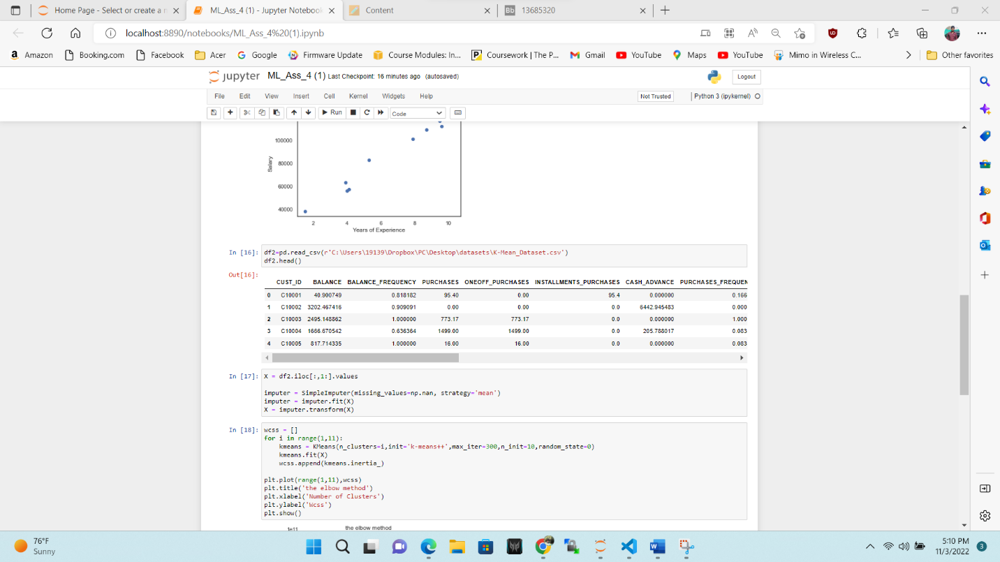 Home Page - Select or create a n
ML_Ass_4 (1) - Jupyter Notebook
Content
Bb 13685320
localhost:8890/notebooks/ML_Ass_4%20(1).ipynb
Amazon Booking.com Facebook Acer Google Firmware Update Course Modules: In... Coursework | The P... Gmail YouTube Maps YouTube Mimo in Wireless C... Other favorites
jupyter ML_Ass_4 (1) Last Checkpoint: 16 minutes ago (autosaved)
Logout
File Edit View Insert Cell Kernel Widgets Help
Not Trusted Python 3 (ipykernel)
Run Code
100000
80000
60000
40000
Salary
2 4 6 8 10
Years of Experience
In [16]: df2=pd.read_csv(r'C:\Users\19139\Dropbox\PC\Desktop\datasets\K-Mean_Dataset.csv')
df2.head()
Out[16]:
CUST_ID BALANCE BALANCE_FREQUENCY PURCHASES ONEOFF_PURCHASES INSTALLMENTS_PURCHASES CASH_ADVANCE PURCHASES_FREQUEN
0 C10001 40.900749 0.818182 95.40 0.00 95.4 0.000000 0.166
1 C10002 3202.467416 0.909091 0.00 0.00 0.0 6442.945483 0.000
2 C10003 2495.148862 1.000000 773.17 773.17 0.0 0.000000 1.000
3 C10004 1666.670542 0.636364 1499.00 1499.00 0.0 205.788017 0.083
4 C10005 817.714335 1.000000 16.00 16.00 0.0 0.000000 0.083
In [17]: X = df2.iloc[:,1:].values
imputer = SimpleImputer(missing_values=np.nan, strategy='mean')
imputer = imputer.fit(X)
X = imputer.transform(X)
In [18]: wcss = []
for i in range(1,11):
kmeans = KMeans(n_clusters=i,init='k-means++',max_iter=300,n_init=10,random_state=0)
kmeans.fit(X)
wcss.append(kmeans.inertia_)
plt.plot(range(1,11),wcss)
plt.title('the elbow method')
plt.xlabel('Number of Clusters')
plt.ylabel('Wcss')
plt.show()
1e11 the elbow method
76°F
Sunny
5:10 PM
11/3/2022
3